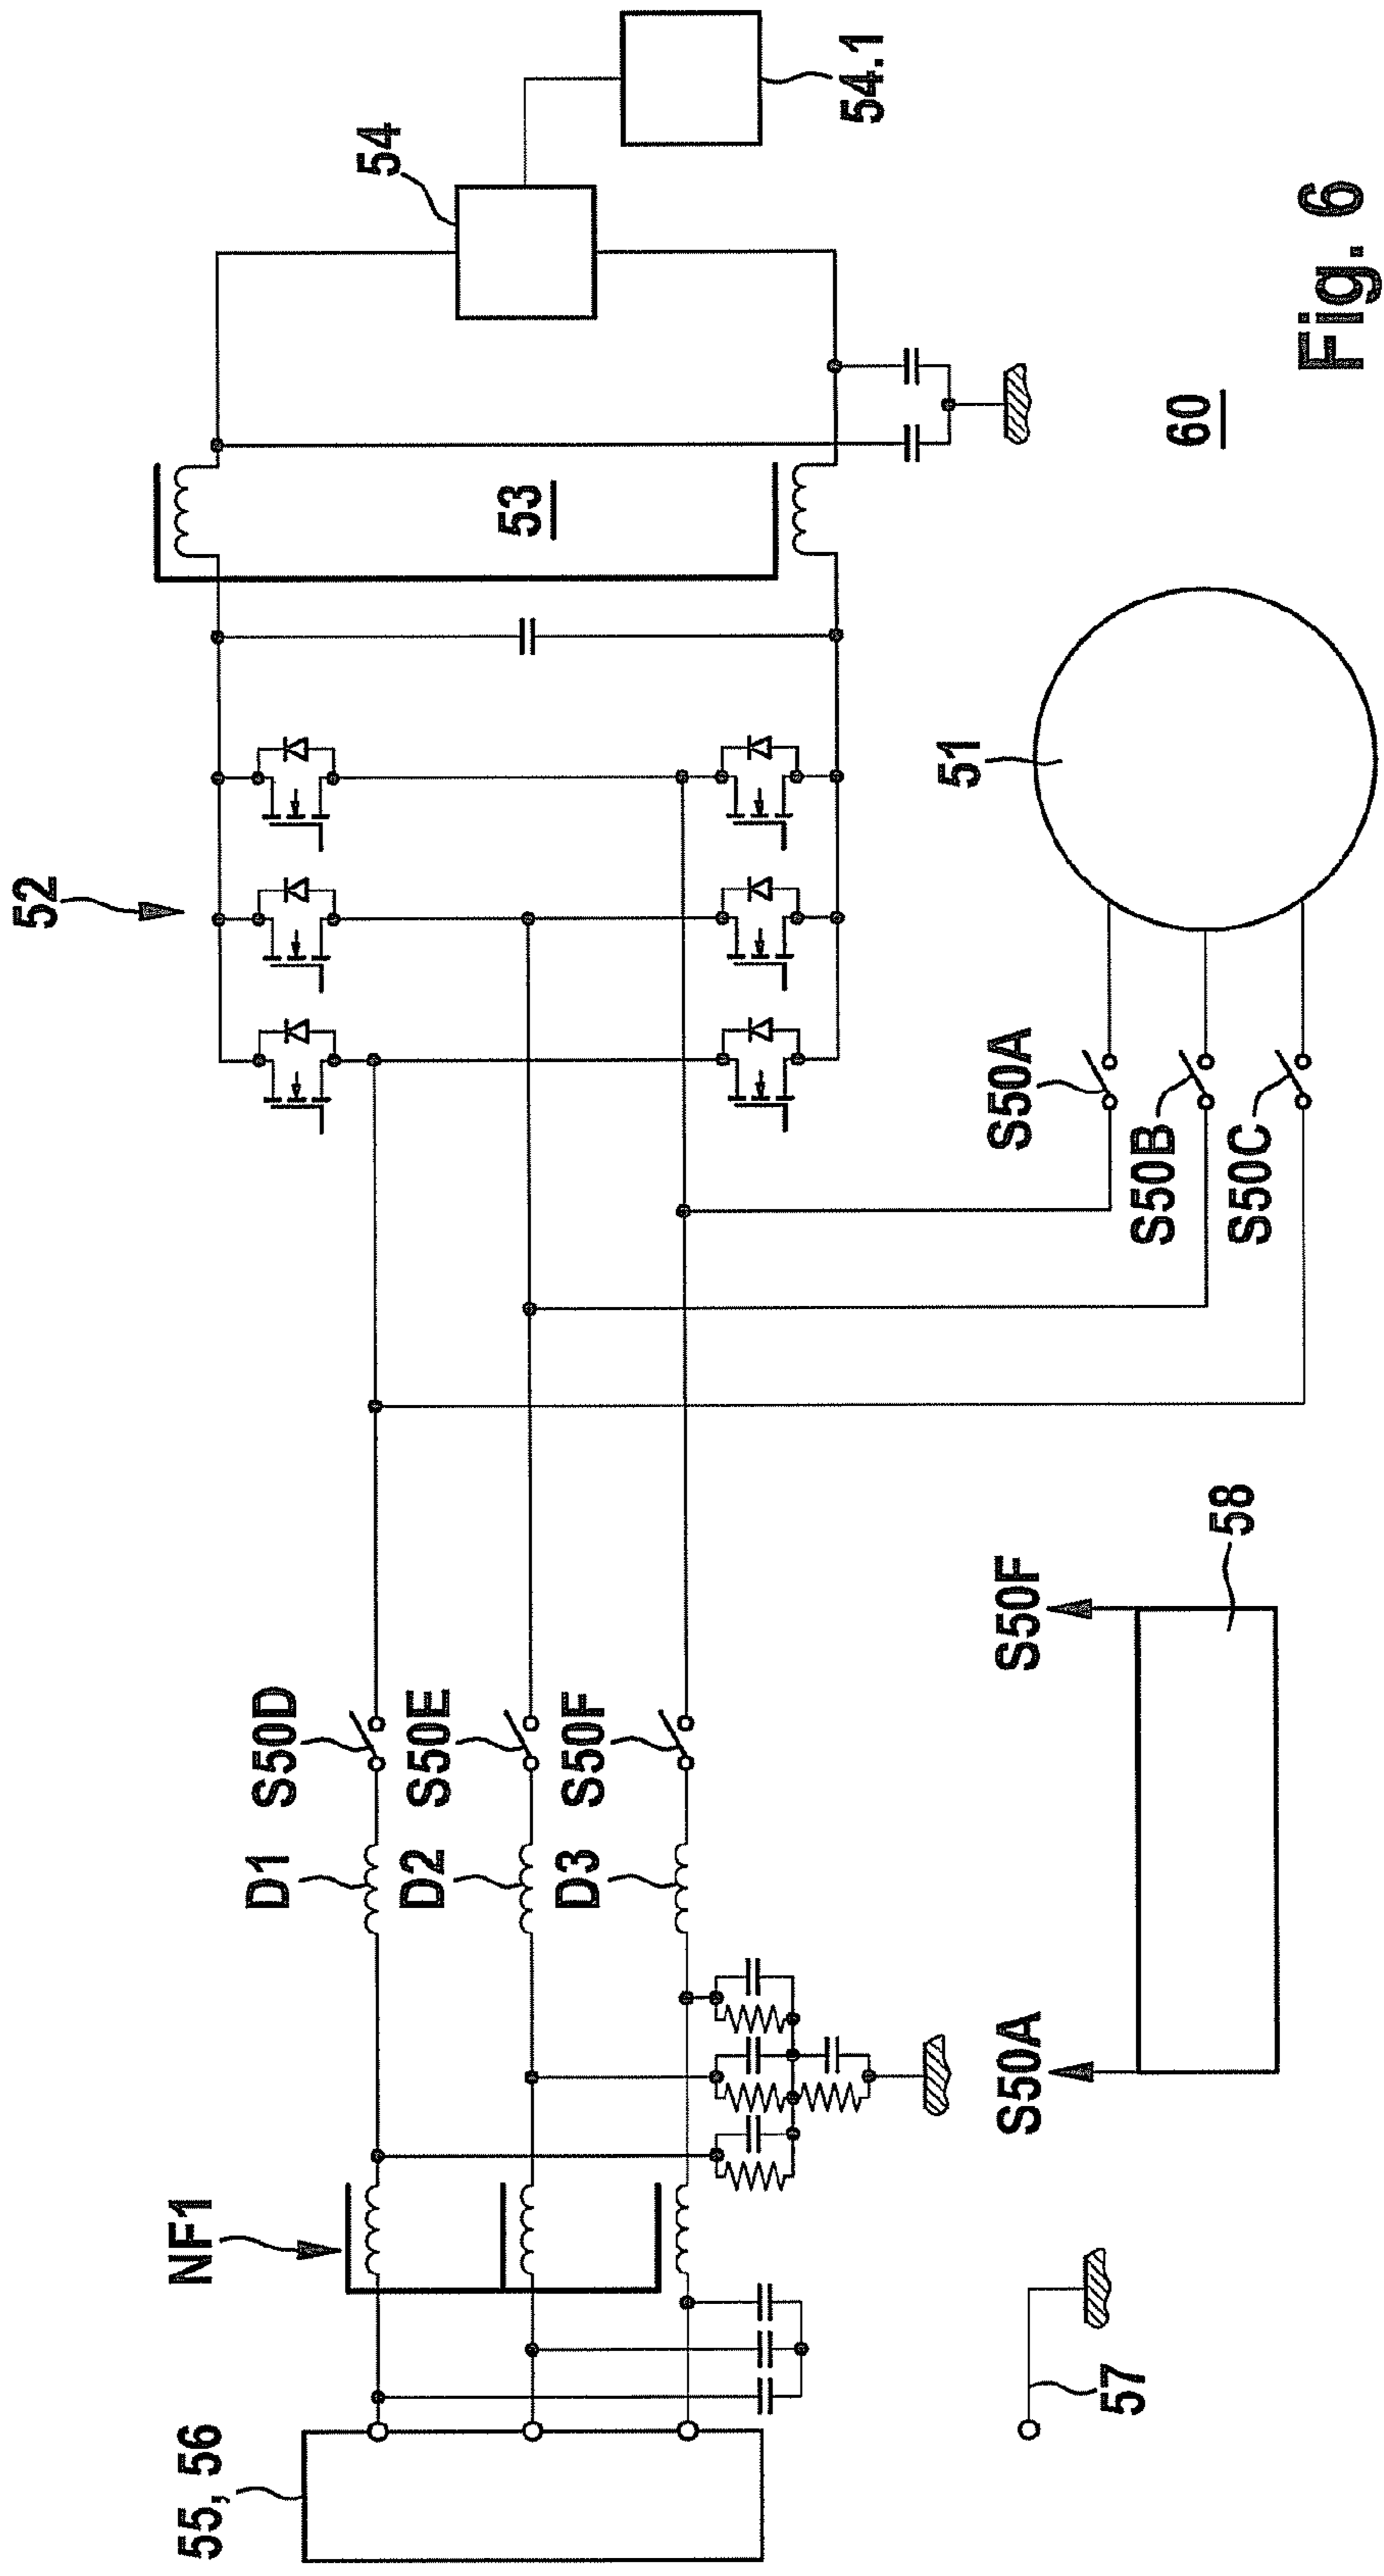 55, 56
NF1
D1
S50D
D2
S50E
D3
S50F
52
53
54
54.1
S50A
S50B
S50C
51
57
S50A
S50F
58
60
Fig. 6